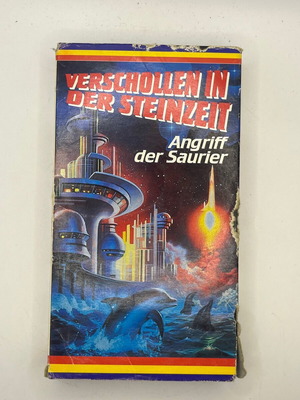 VERSCHOLLEN IN
DER STEINZEIT
Angriff
der Saurier